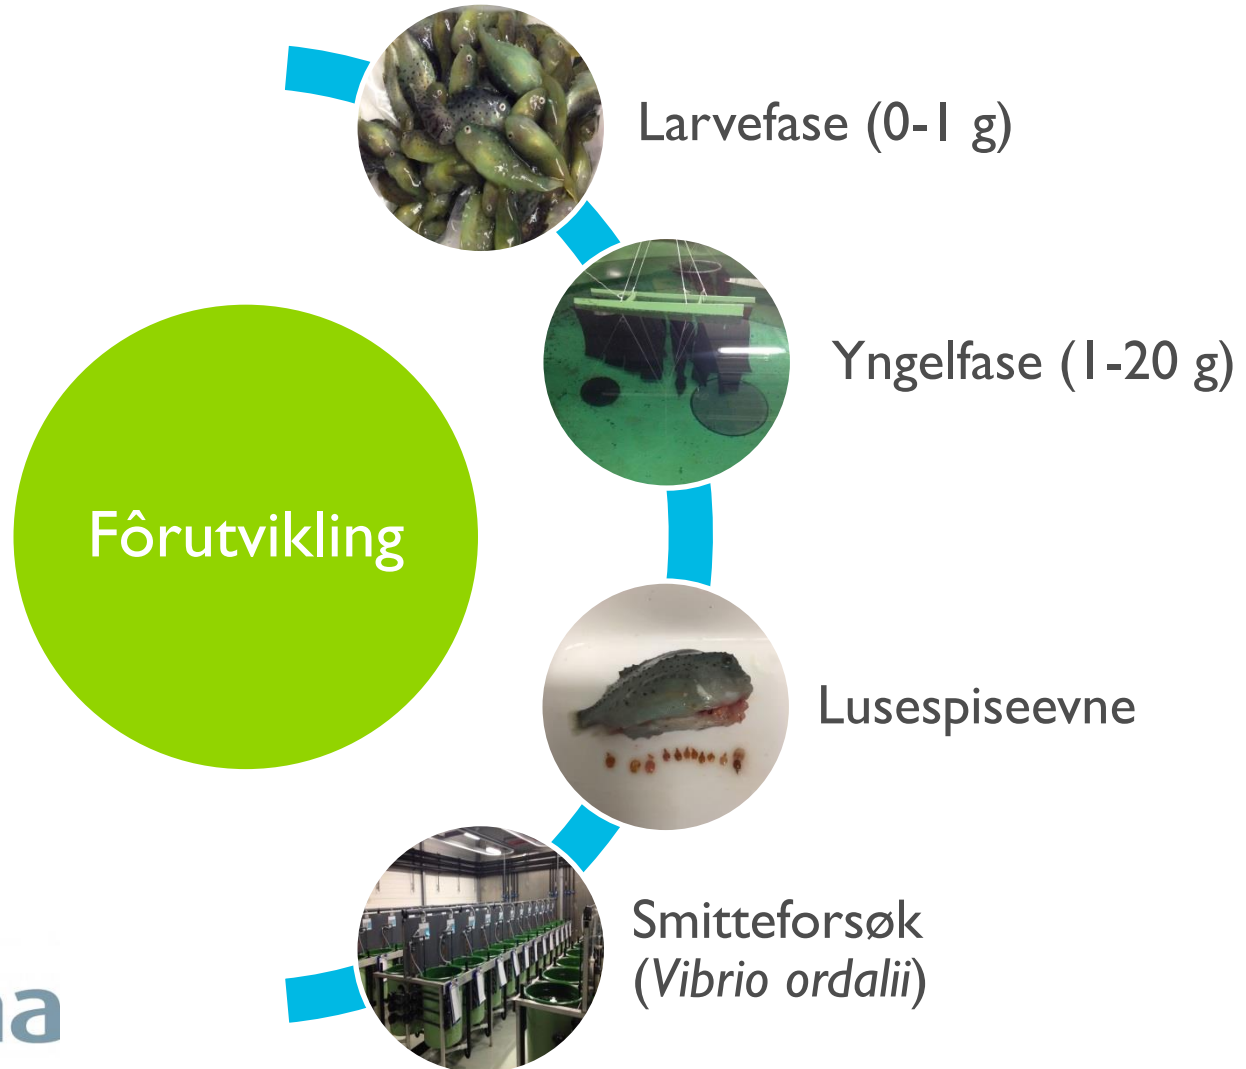 Larvefase (0-1 g)
Yngelfase (1-20 g)
Fôrutvikling
Lusespiseevne
Smitteforsøk
(Vibrio ordalii)